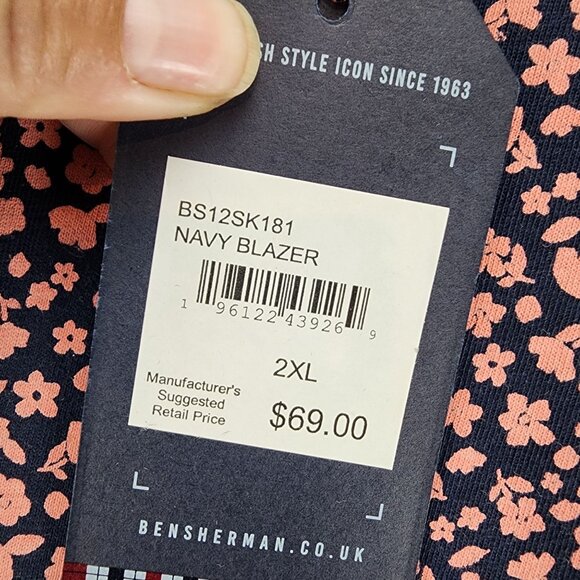 STYLE ICON SINCE 1963
BS12SK181
NAVY BLAZER
1 96122 43926 9
2XL
Manufacturer's
Suggested
Retail Price
$69.00
BENSHERMAN.CO.UK